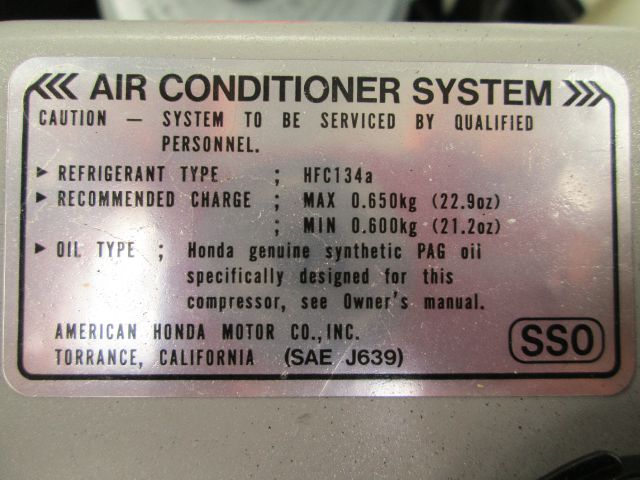 AIR CONDITIONER SYSTEM
CAUTION — SYSTEM TO BE SERVICED BY QUALIFIED
PERSONNEL.
▶ REFRIGERANT TYPE ; HFC134a
▶ RECOMMENDED CHARGE ; MAX 0.650kg (22.9oz)
; MIN 0.600kg (21.2oz)
▶ OIL TYPE ; Honda genuine synthetic PAG oil
specifically designed for this
compressor, see Owner's manual.
AMERICAN HONDA MOTOR CO., INC.
TORRANCE, CALIFORNIA (SAE J639)
SS0